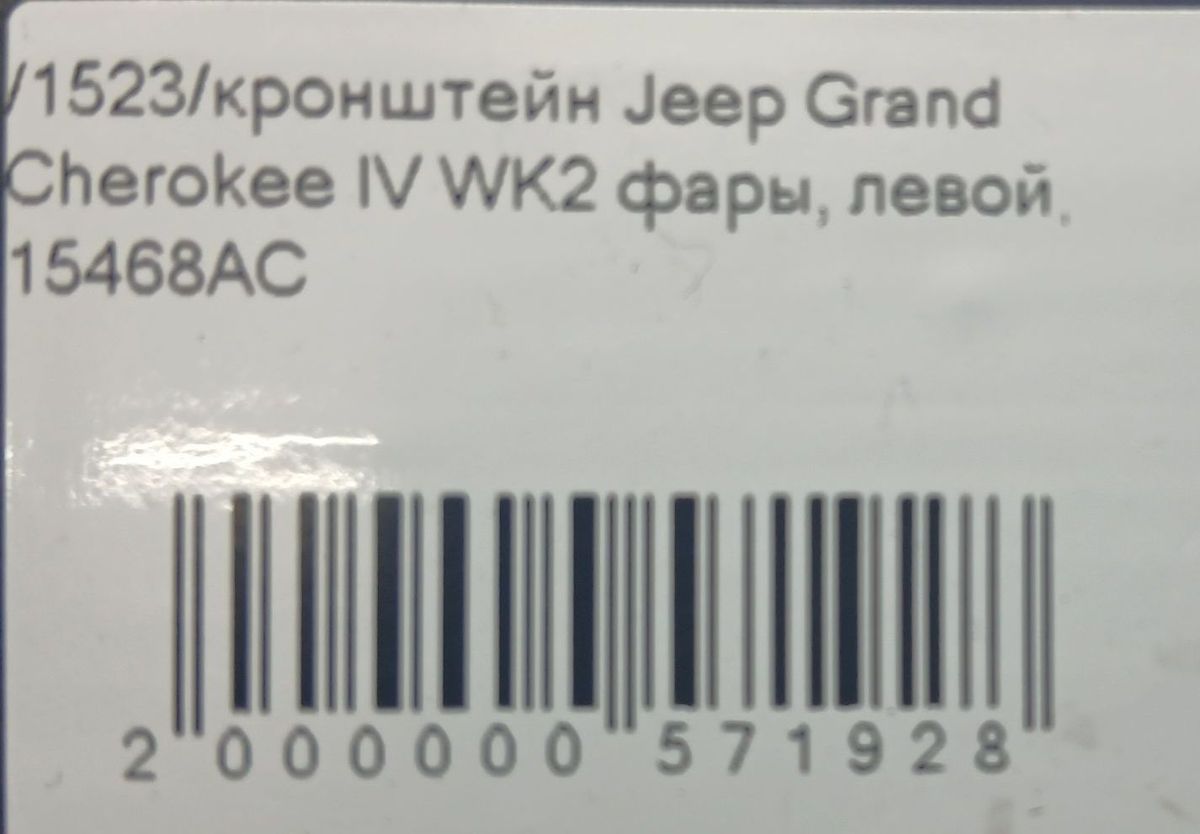 /1523/кронштейн Jeep Grand
Cherokee IV WK2 фары, левой,
15468AC
2 000000 571928